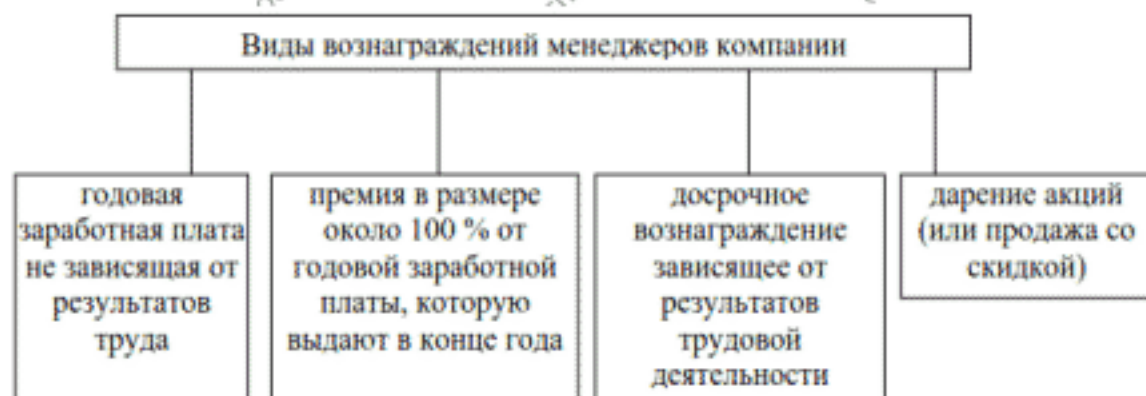 Виды вознаграждений менеджеров компании
годовая
заработная плата
не зависящая от
результатов
труда
премия в размере
около 100 % от
годовой заработной
платы, которую
выдают в конце года
досрочное
вознаграждение
зависящее от
результатов
трудовой
деятельности
дарение акций
(или продажа со
скидкой)